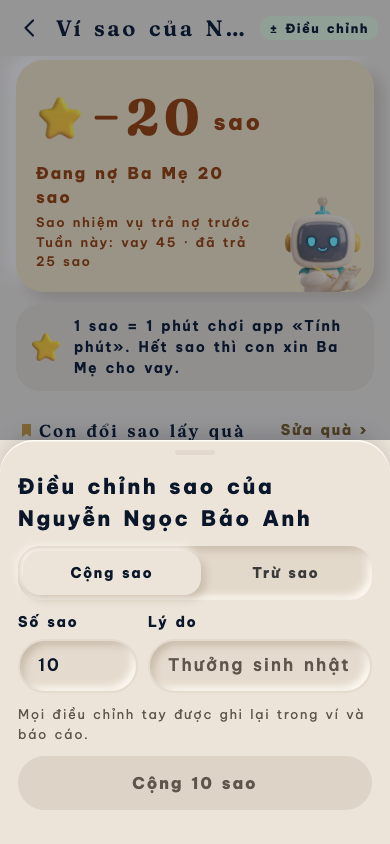 Ví sao của N...
± Điều chỉnh
−20 sao
Đang nợ Ba Mẹ 20
sao
Sao nhiệm vụ trả nợ trước
Tuần này: vay 45 · đã trả
25 sao
1 sao = 1 phút chơi app «Tính
phút». Hết sao thì con xin Ba
Mẹ cho vay.
Con đổi sao lấy quà
Sửa quà ›
Điều chỉnh sao của
Nguyễn Ngọc Bảo Anh
Cộng sao
Trừ sao
Số sao
Lý do
10
Thưởng sinh nhật
Mọi điều chỉnh tay được ghi lại trong ví và
báo cáo.
Cộng 10 sao